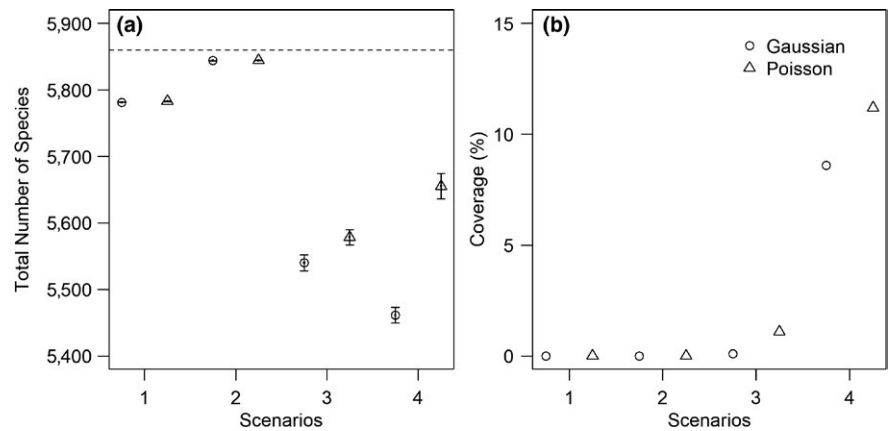 (a)
Total Number of Species
5,900
5,800
5,700
5,600
5,500
5,400
1 2 3 4
Scenarios
(b)
Gaussian
Poisson
Coverage (%)
15
10
5
0
1 2 3 4
Scenarios